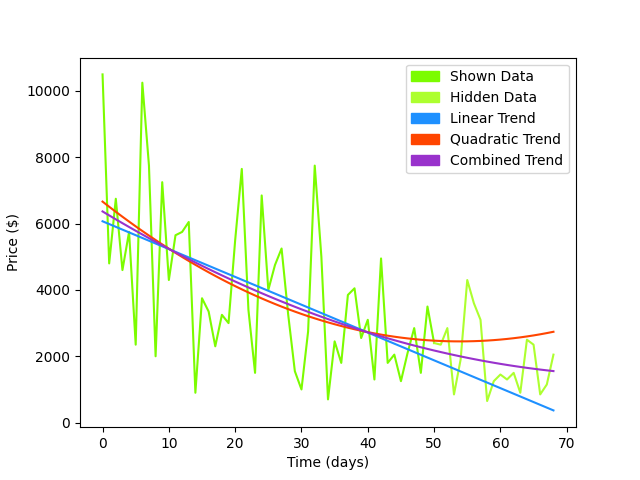 10000
8000
6000
4000
2000
0
Price ($)
0 10 20 30 40 50 60 70
Time (days)
Shown Data
Hidden Data
Linear Trend
Quadratic Trend
Combined Trend